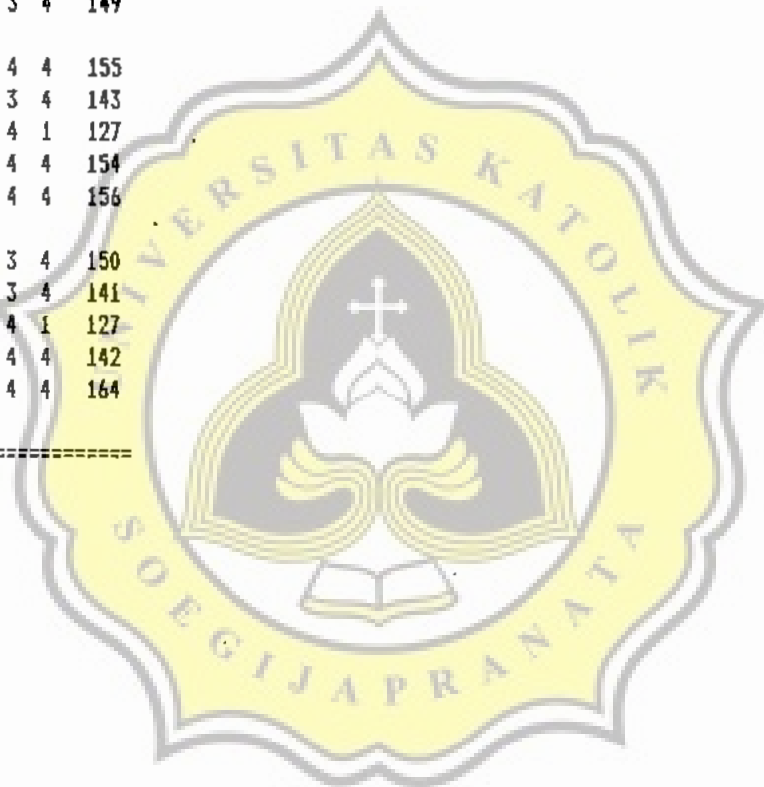 3 4 149
4 4 155
3 4 143
4 1 127
4 4 154
4 4 156
3 4 150
3 4 141
4 1 127
4 4 142
4 4 164
============
UNIVERSITAS KATOLIK
SOEGIJAPRANATA